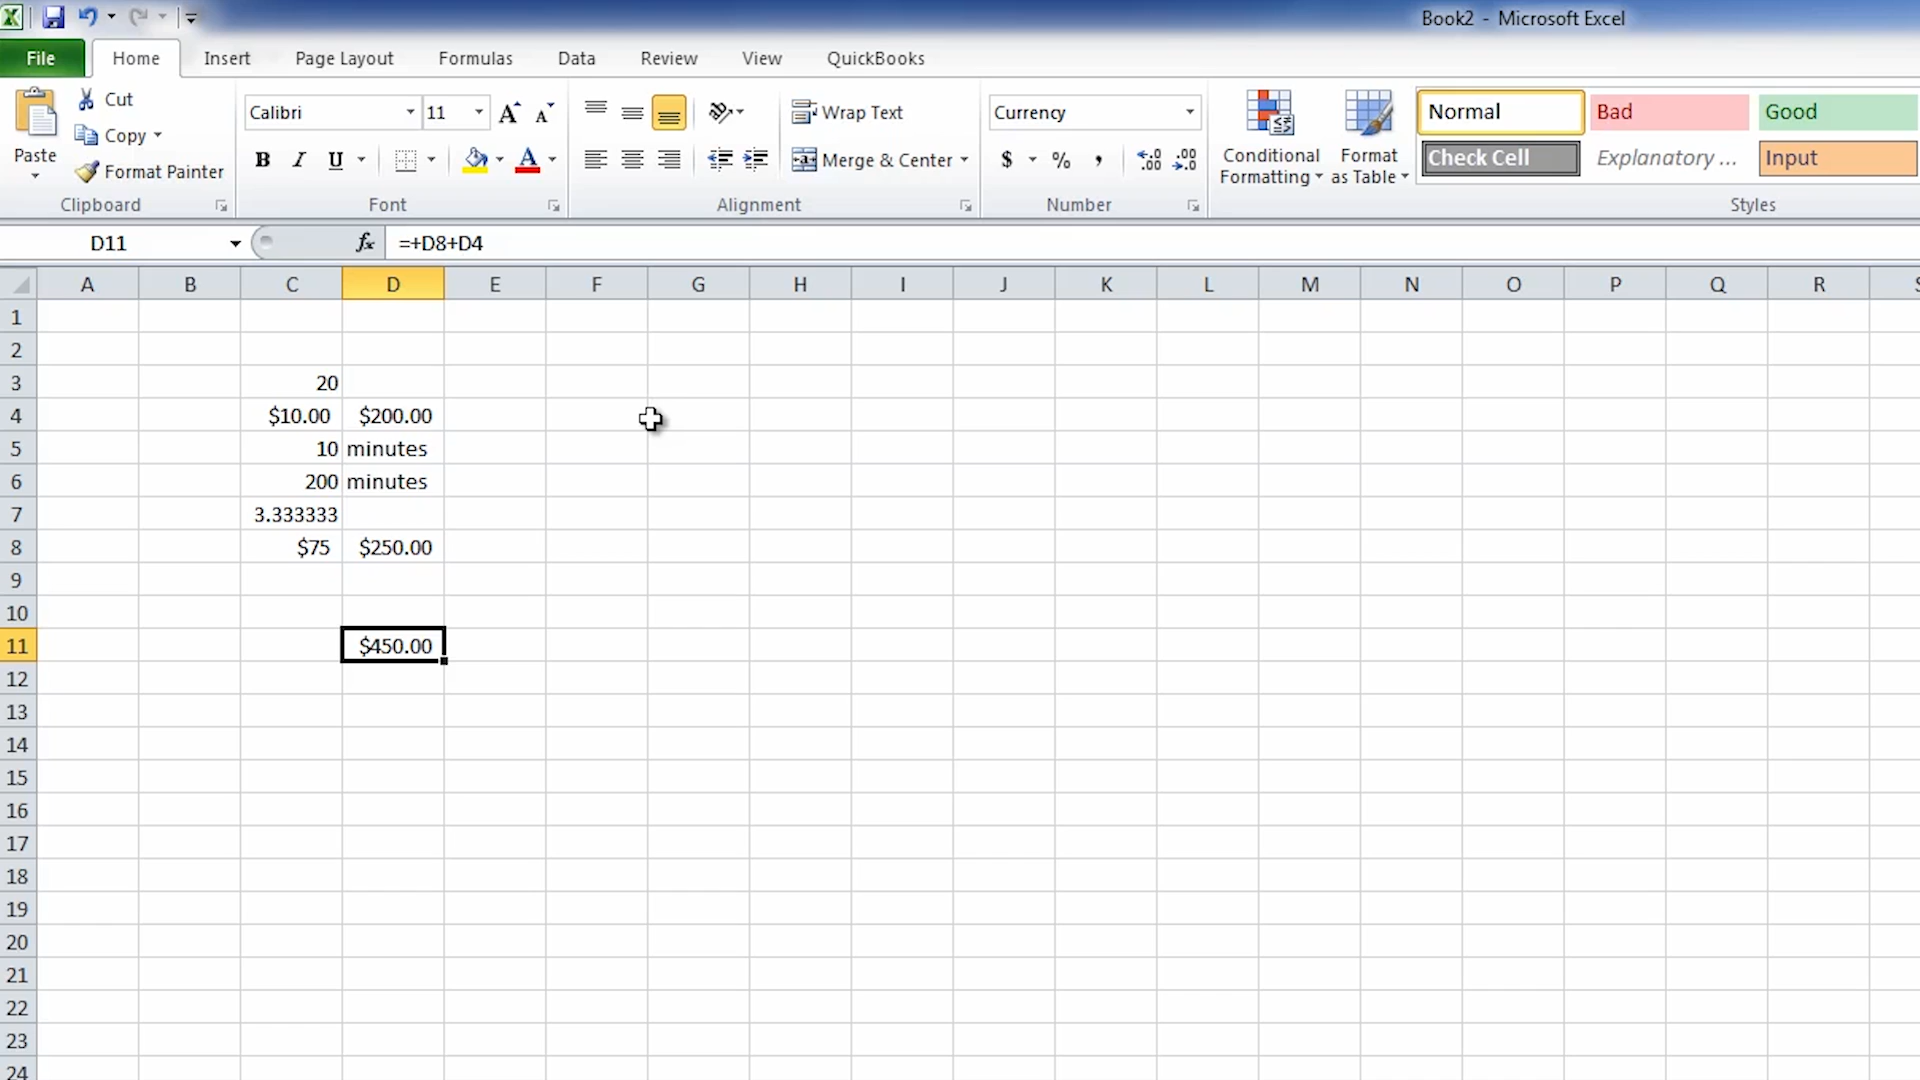 Book2 - Microsoft Excel
File Home Insert Page Layout Formulas Data Review View QuickBooks
Paste
Cut
Copy
Format Painter
Clipboard
Calibri 11
B I U
Font
Wrap Text
Merge & Center
Alignment
Currency
$ % ,
Number
Conditional Formatting
Format as Table
Normal Bad Good
Check Cell Explanatory ... Input
Styles
D11 fx =+D8+D4
A B C D E F G H I J K L M N O P Q R S
1
2
3 20
4 $10.00 $200.00
5 10 minutes
6 200 minutes
7 3.333333
8 $75 $250.00
9
10
11 $450.00
12
13
14
15
16
17
18
19
20
21
22
23
24